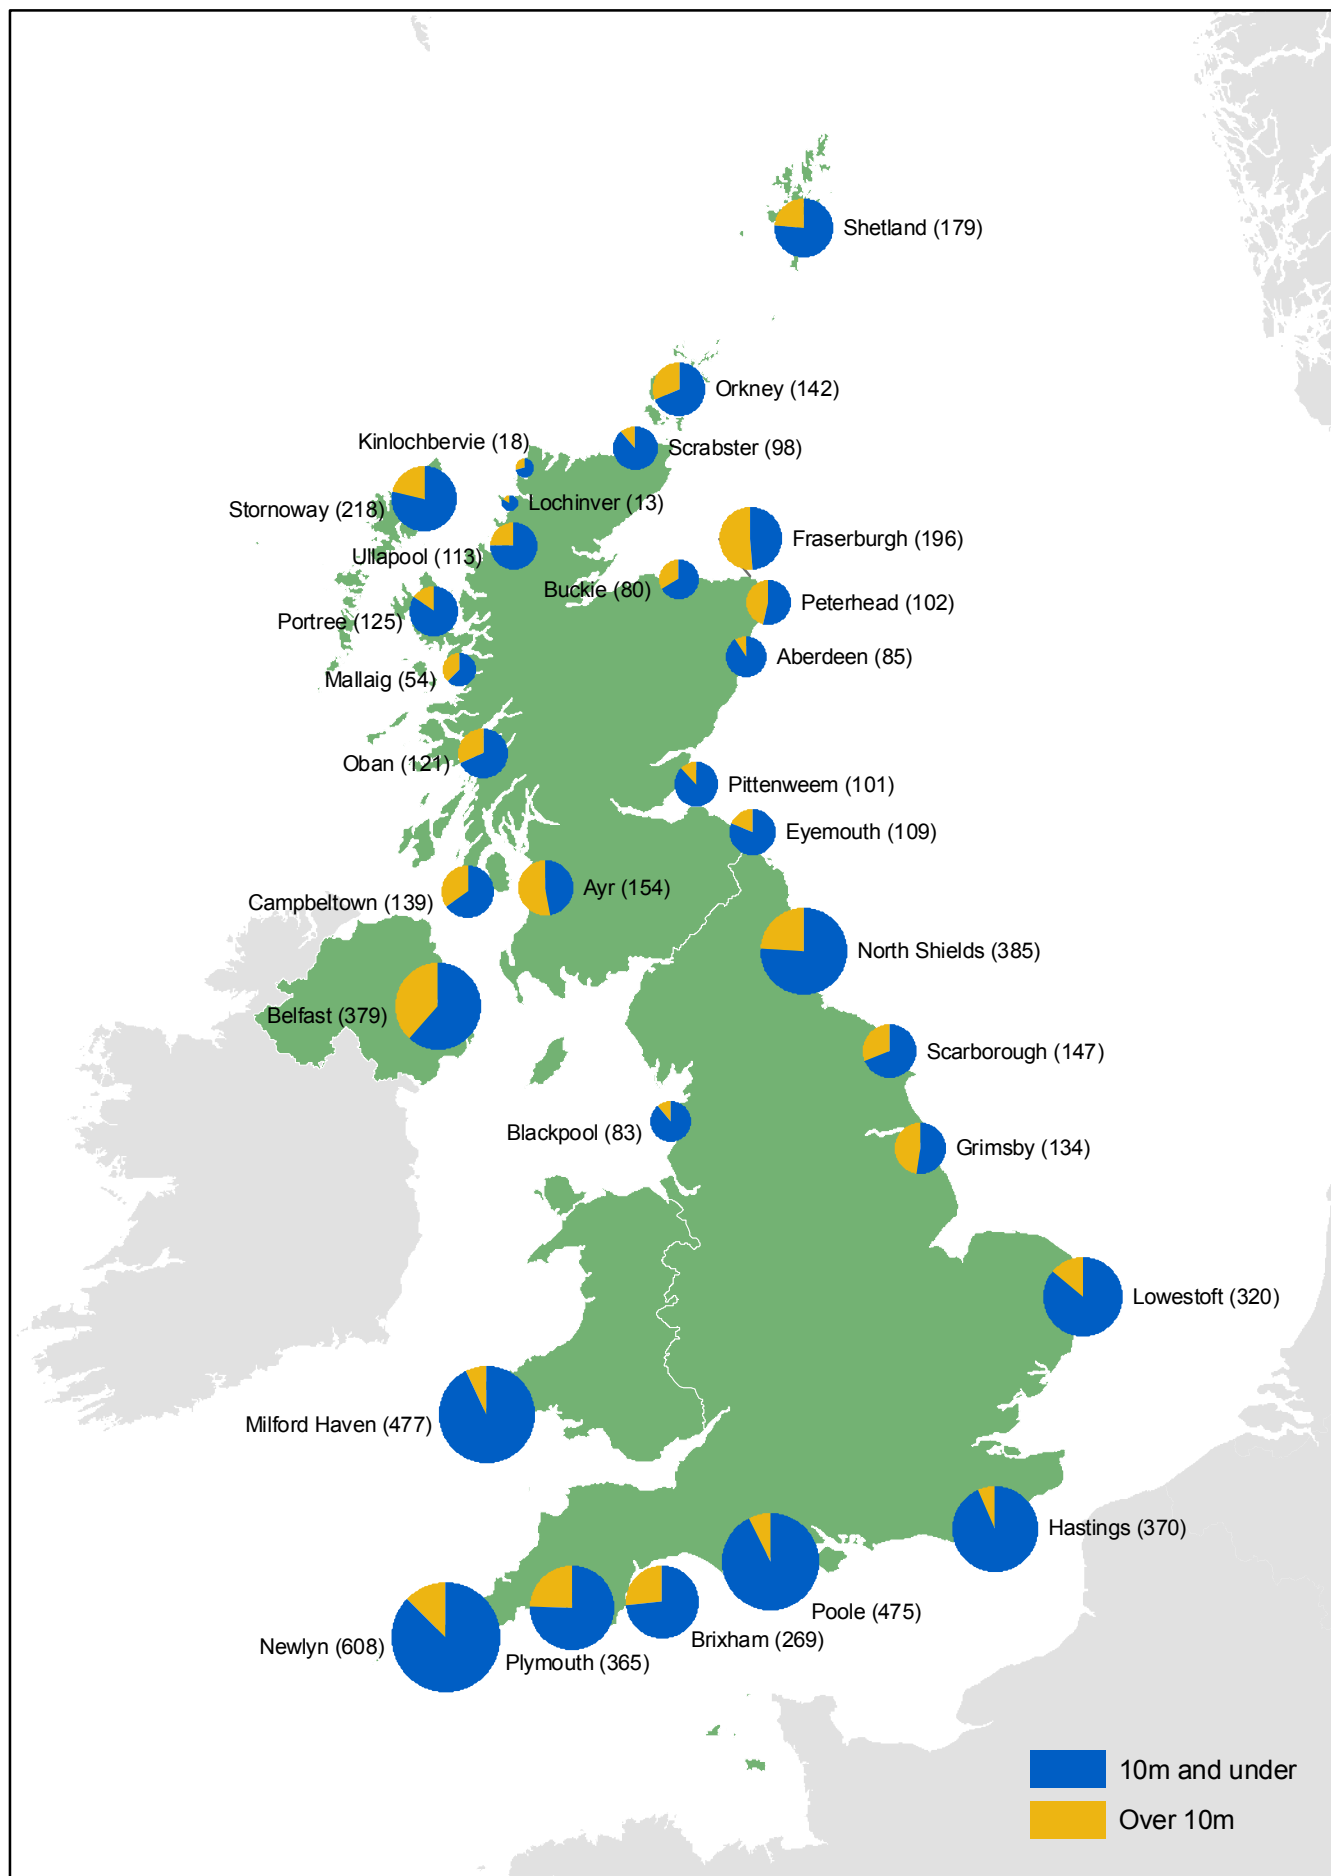 Shetland (179)
Orkney (142)
Kinlochbervie (18)
Scrabster (98)
Stornoway (218)
Lochinver (13)
Fraserburgh (196)
Ullapool (113)
Buckie (80)
Peterhead (102)
Portree (125)
Aberdeen (85)
Mallaig (54)
Oban (121)
Pittenweem (101)
Eyemouth (109)
Ayr (154)
Campbeltown (139)
North Shields (385)
Belfast (379)
Scarborough (147)
Blackpool (83)
Grimsby (134)
Lowestoft (320)
Milford Haven (477)
Hastings (370)
Poole (475)
Brixham (269)
Newlyn (608)
Plymouth (365)
10m and under
Over 10m